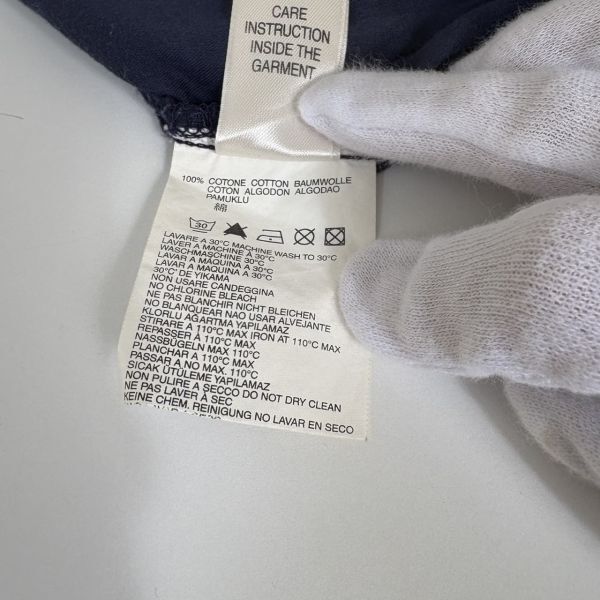 CARE
INSTRUCTION
INSIDE THE
GARMENT
100% COTONE COTTON BAUMWOLLE
COTON ALGODON ALGODAO
PAMUKLU
綿
30
LAVARE A 30°C MACHINE WASH TO 30°C
LAVER A MACHINE À 30°C
WASCHMASCHINE 30°C
LAVAR A MAQUINA A 30°C
LAVAR A MÁQUINA A 30°C
30°C' DE YIKAMA
NON USARE CANDEGGINA
NO CHLORINE BLEACH
NE PAS BLANCHIR NICHT BLEICHEN
NO BLANQUEAR NAO USAR ALVEJANTE
KLORLU AGARTMA YAPILAMAZ
STIRARE A 110°C MAX IRON AT 110°C MAX
REPASSER À 110°C MAX
NASSBÜGELN MAX 110°C
PLANCHAR A 110°C MAX
PASSAR A NO MAX. 110°C
SICAK ÜTÜLEME YAPILAMAZ
NON PULIRE A SECCO DO NOT DRY CLEAN
NE PAS LAVER À SEC
KEINE CHEM. REINIGUNG NO LAVAR EN SECO